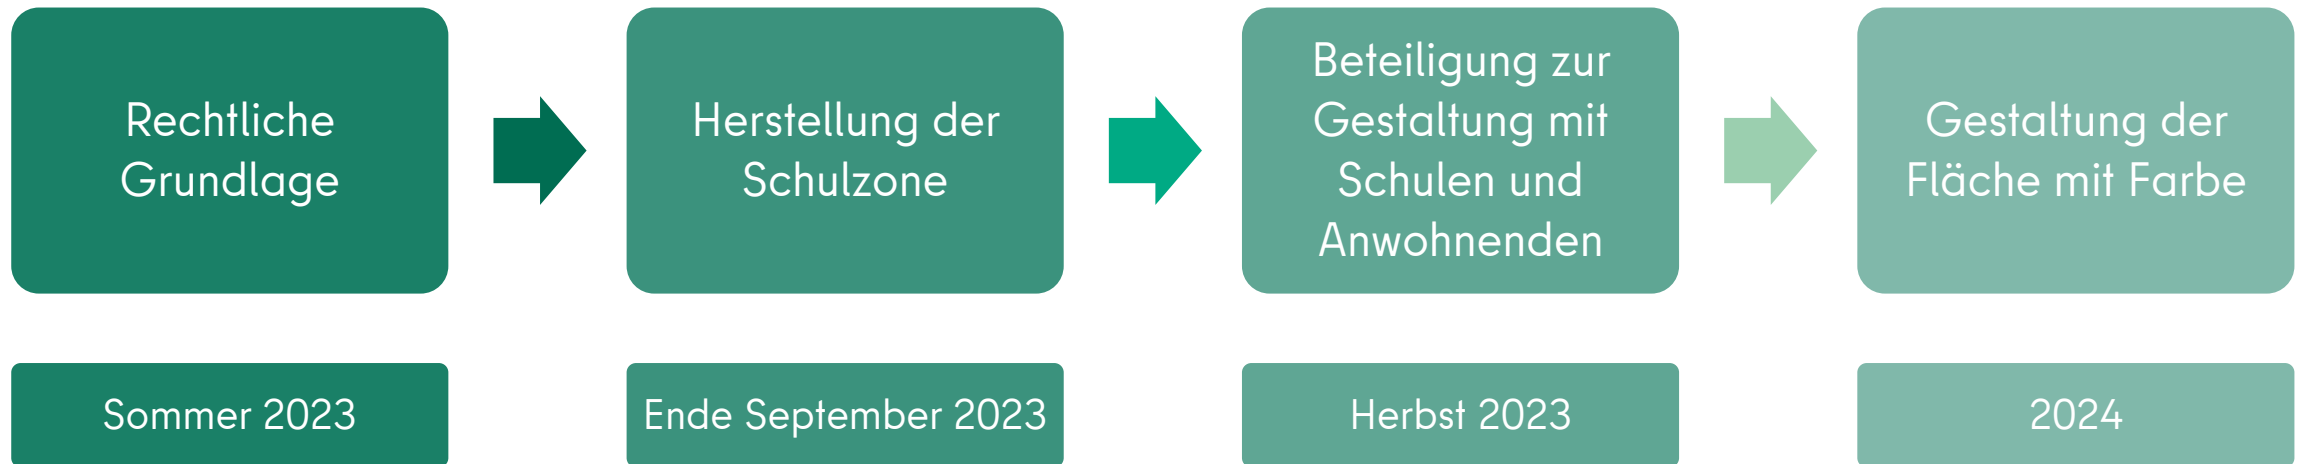 Rechtliche
Grundlage
Herstellung der
Schulzone
Beteiligung zur
Gestaltung mit
Schulen und
Anwohnenden
Gestaltung der
Fläche mit Farbe
Sommer 2023
Ende September 2023
Herbst 2023
2024